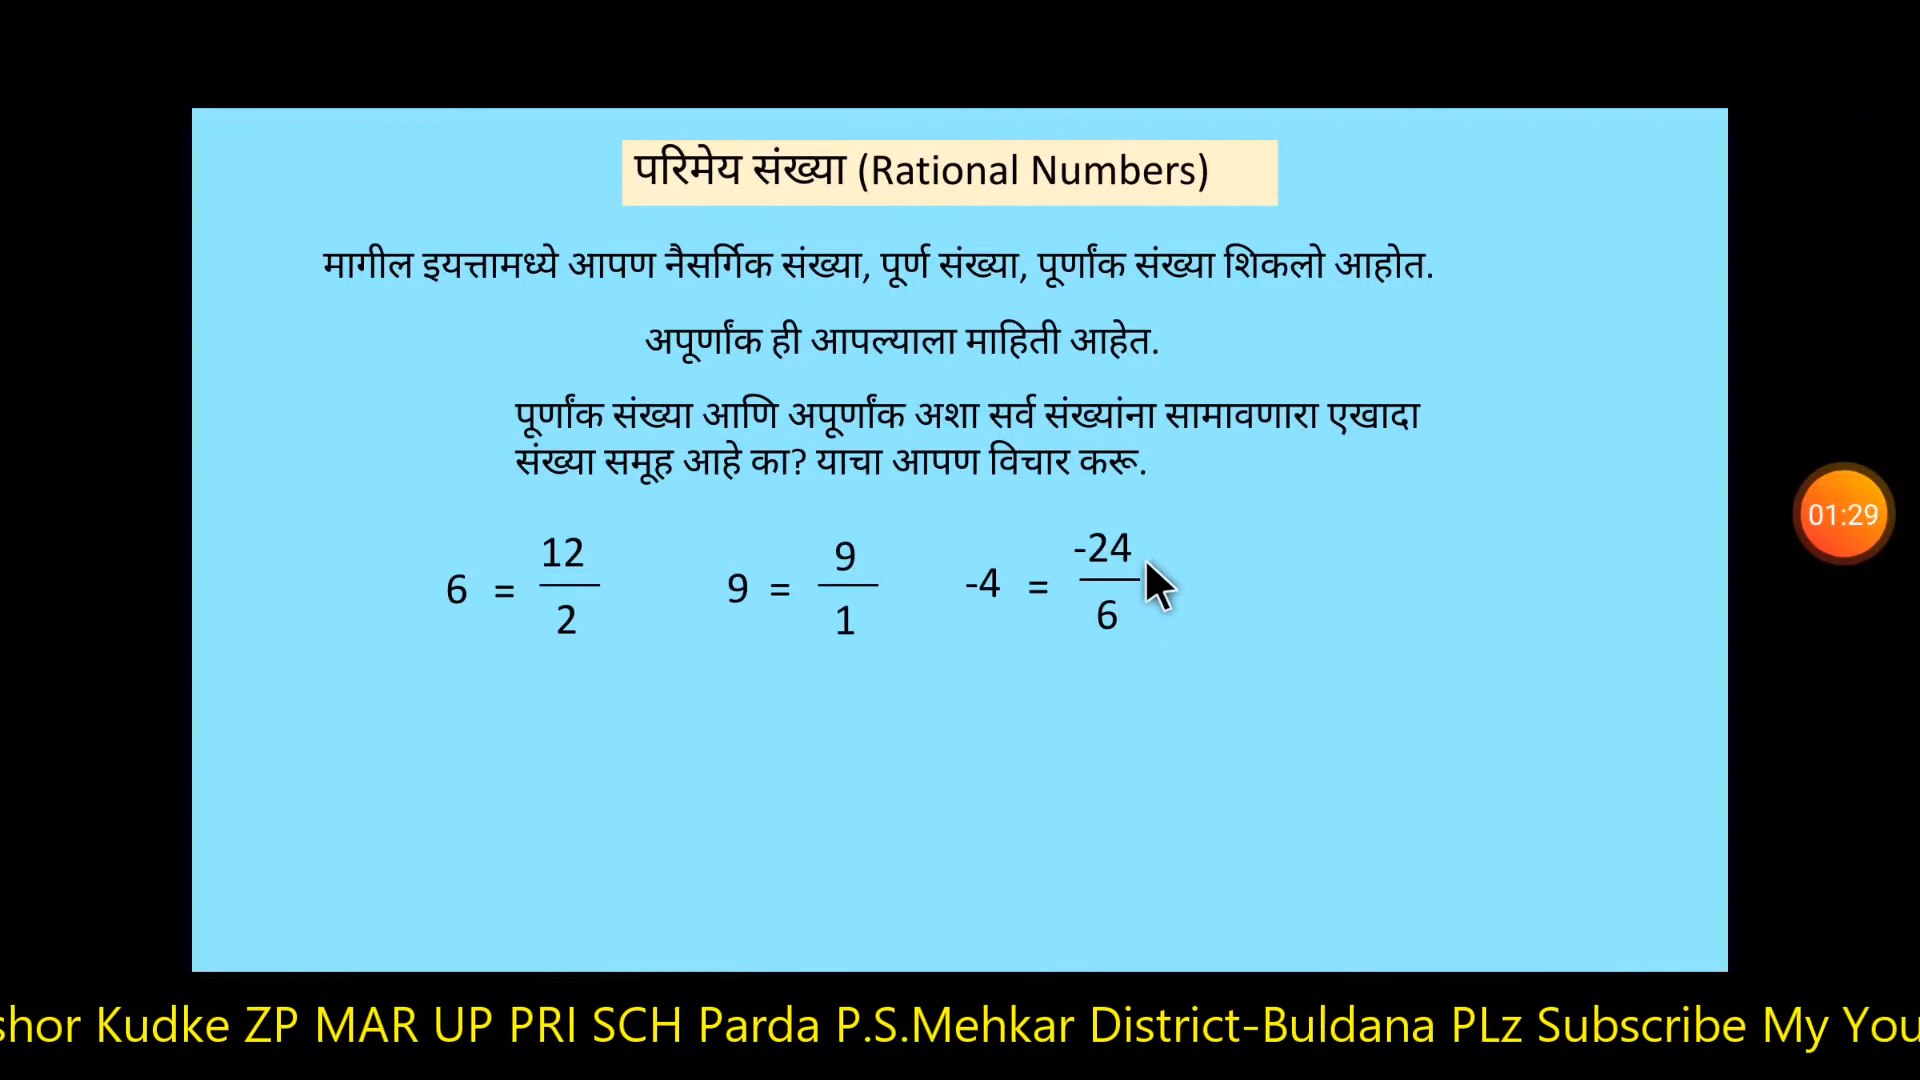 परिमेय संख्या (Rational Numbers)
मागील इयत्तामध्ये आपण नैसर्गिक संख्या, पूर्ण संख्या, पूर्णांक संख्या शिकलो आहोत.
अपूर्णांक ही आपल्याला माहिती आहेत.
पूर्णांक संख्या आणि अपूर्णांक अशा सर्व संख्यांना सामावणारा एखादा
संख्या समूह आहे का? याचा आपण विचार करू.
6 = 12/2 9 = 9/1 -4 = -24/6
01:29
shor Kudke ZP MAR UP PRI SCH Parda P.S.Mehkar District-Buldana PLz Subscribe My You